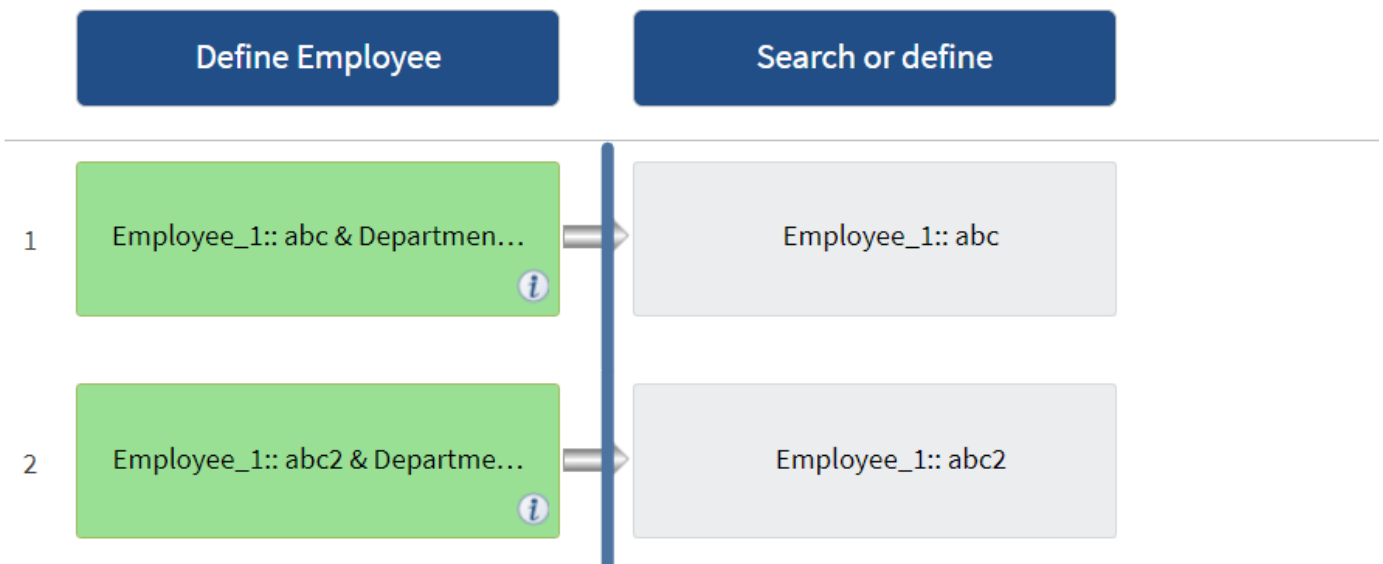 Define Employee
Search or define
1
Employee_1:: abc & Departmen...
i
Employee_1:: abc
2
Employee_1:: abc2 & Departme...
i
Employee_1:: abc2